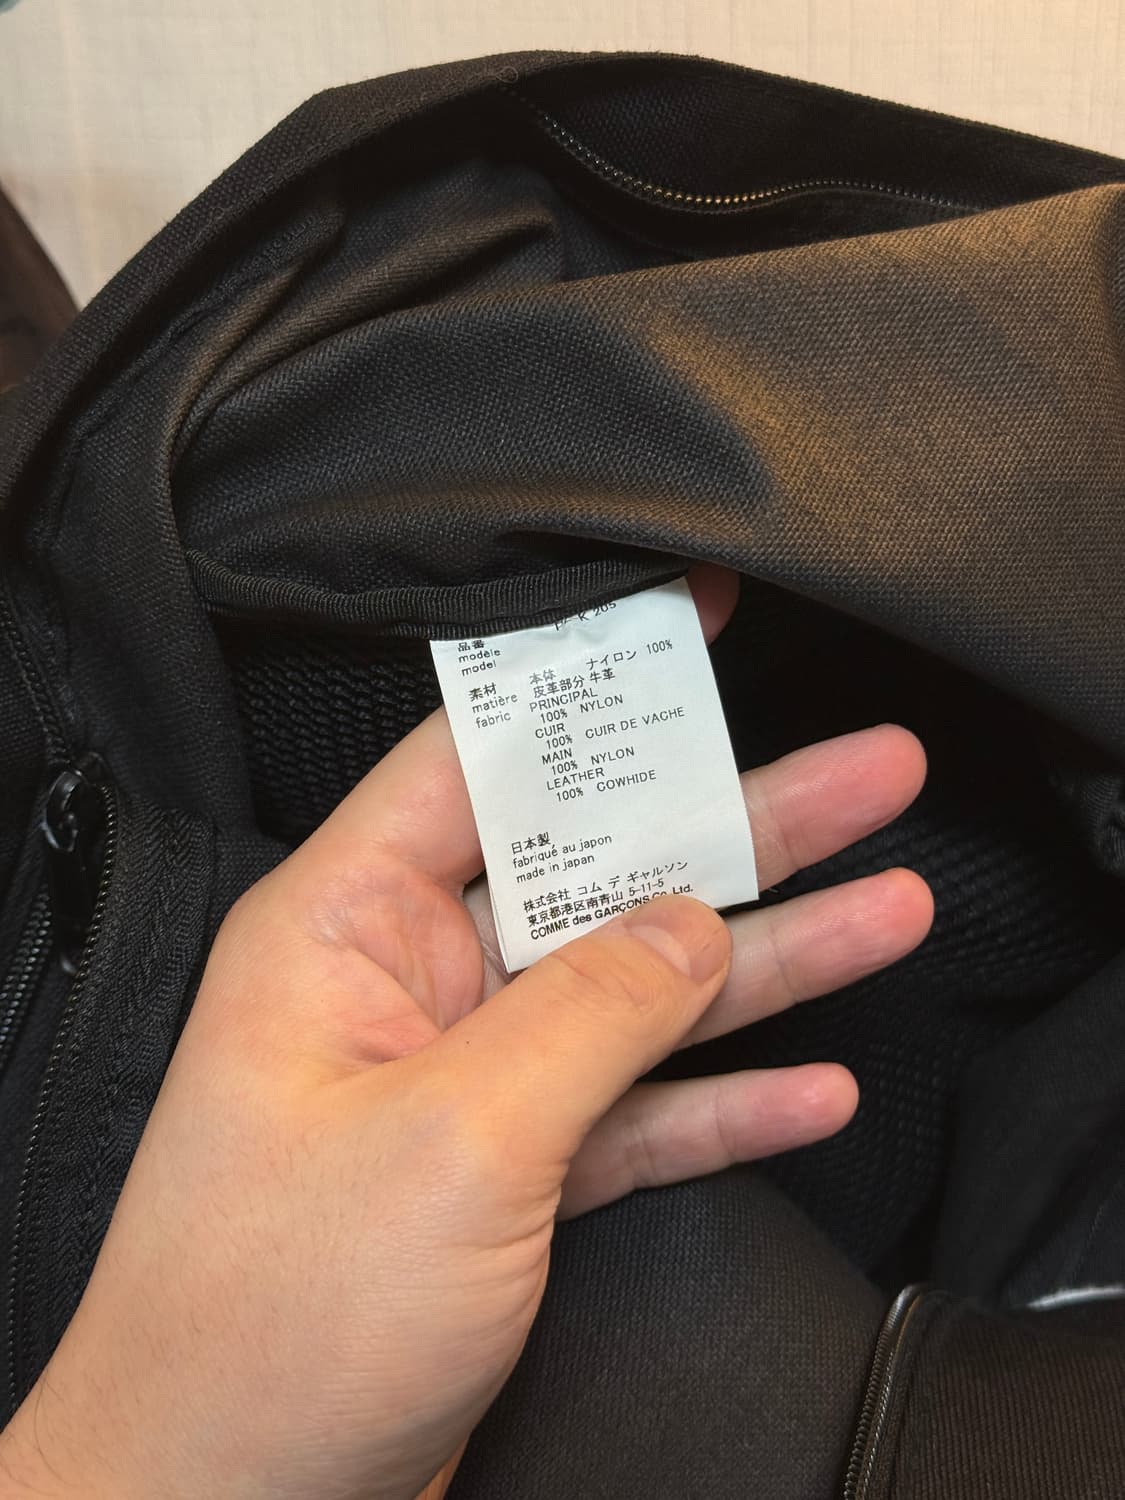 品番
modèle
model
K 205
素材
matière
fabric
本体 ナイロン 100%
皮革部分 牛革
PRINCIPAL
100% NYLON
CUIR
100% CUIR DE VACHE
MAIN
100% NYLON
LEATHER
100% COWHIDE
日本製
fabriqué au japon
made in japan
株式会社 コム デ ギャルソン
東京都港区南青山 5-11-5
COMME des GARÇONS Co. Ltd.